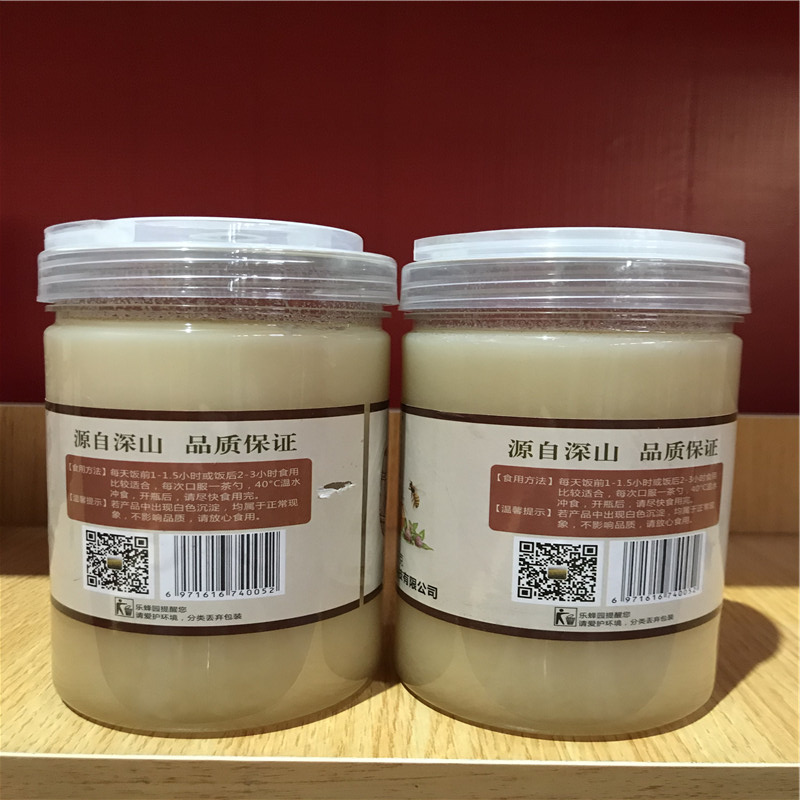 源自深山 品质保证
【食用方法】每天饭前1-1.5小时或饭后2-3小时食用
比较适合，每次口服一茶勺，40°C温水
冲食，开瓶后，请尽快食用完。
【温馨提示】若产品中出现白色沉淀，均属于正常现
象，不影响品质，请放心食用。
6 971616 740052
乐蜂园提醒您
请爱护环境，分类丢弃包装
源自深山 品质保证
【食用方法】每天饭前1-1.5小时或饭后2-3小时食用
比较适合，每次口服一茶勺，40°C温水
冲食，开瓶后，请尽快食用完。
【温馨提示】若产品中出现白色沉淀，均属于正常现
象，不影响品质，请放心食用。
有限公司
6 971616 740052
乐蜂园提醒您
请爱护环境，分类丢弃包装